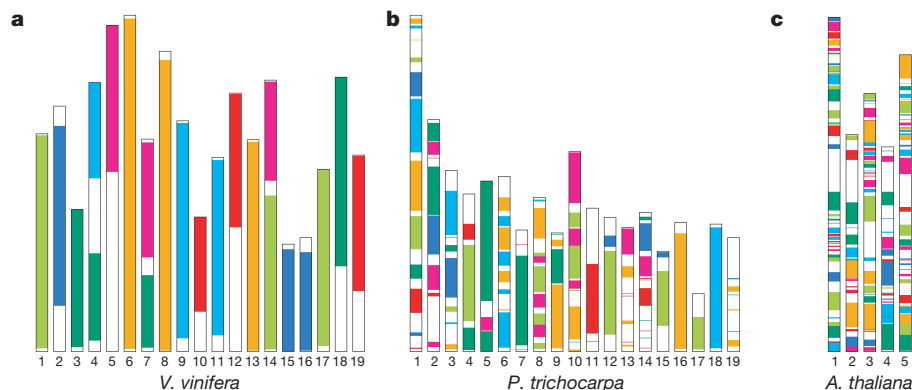 a
1 2 3 4 5 6 7 8 9 10 11 12 13 14 15 16 17 18 19
V. vinifera
b
1 2 3 4 5 6 7 8 9 10 11 12 13 14 15 16 17 18 19
P. trichocarpa
c
1 2 3 4 5
A. thaliana